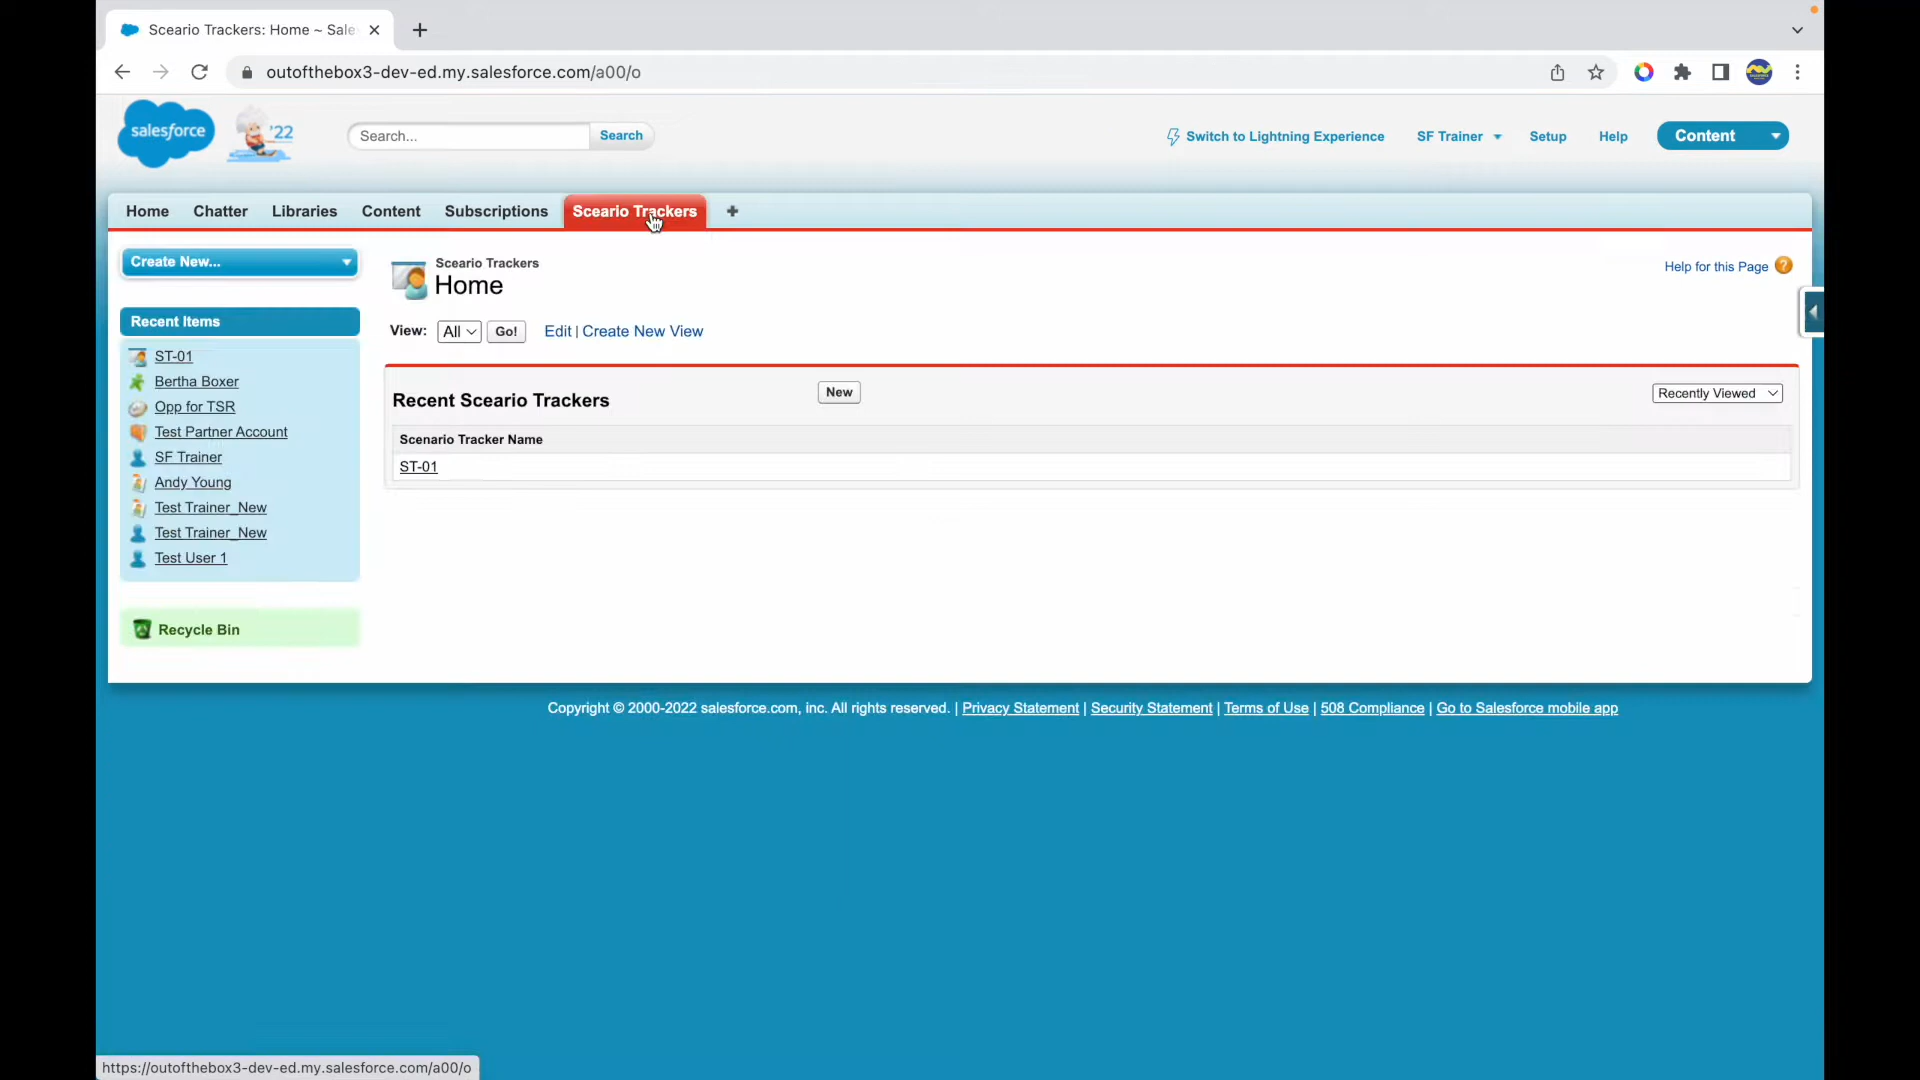 Sceario Trackers: Home ~ Sale
outofthebox3-dev-ed.my.salesforce.com/a00/o
salesforce
'22
Search...
Search
Switch to Lightning Experience
SF Trainer
Setup
Help
Content
Home
Chatter
Libraries
Content
Subscriptions
Sceario Trackers
Create New...
Sceario Trackers
Home
Help for this Page
View: All Go! Edit | Create New View
Recent Items
ST-01
Bertha Boxer
Opp for TSR
Test Partner Account
SF Trainer
Andy Young
Test Trainer_New
Test Trainer_New
Test User 1
Recycle Bin
Recent Sceario Trackers
New
Recently Viewed
Scenario Tracker Name
ST-01
Copyright © 2000-2022 salesforce.com, inc. All rights reserved. | Privacy Statement | Security Statement | Terms of Use | 508 Compliance | Go to Salesforce mobile app
https://outofthebox3-dev-ed.my.salesforce.com/a00/o